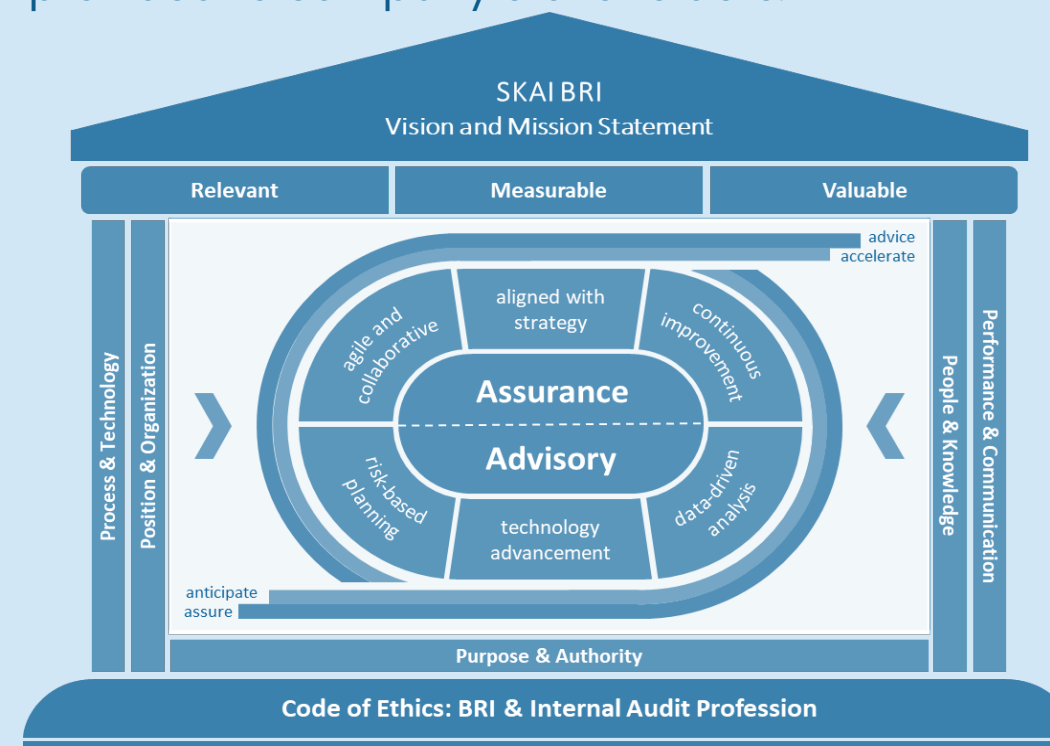 SKAI BRI
Vision and Mission Statement
Relevant
Measurable
Valuable
advice
accelerate
aligned with
strategy
agile and
collaborative
continuous
improvement
Assurance
Advisory
risk-based
planning
technology
advancement
data-driven
analysis
anticipate
assure
Process & Technology
Position & Organization
People & Knowledge
Performance & Communication
Purpose & Authority
Code of Ethics: BRI & Internal Audit Profession